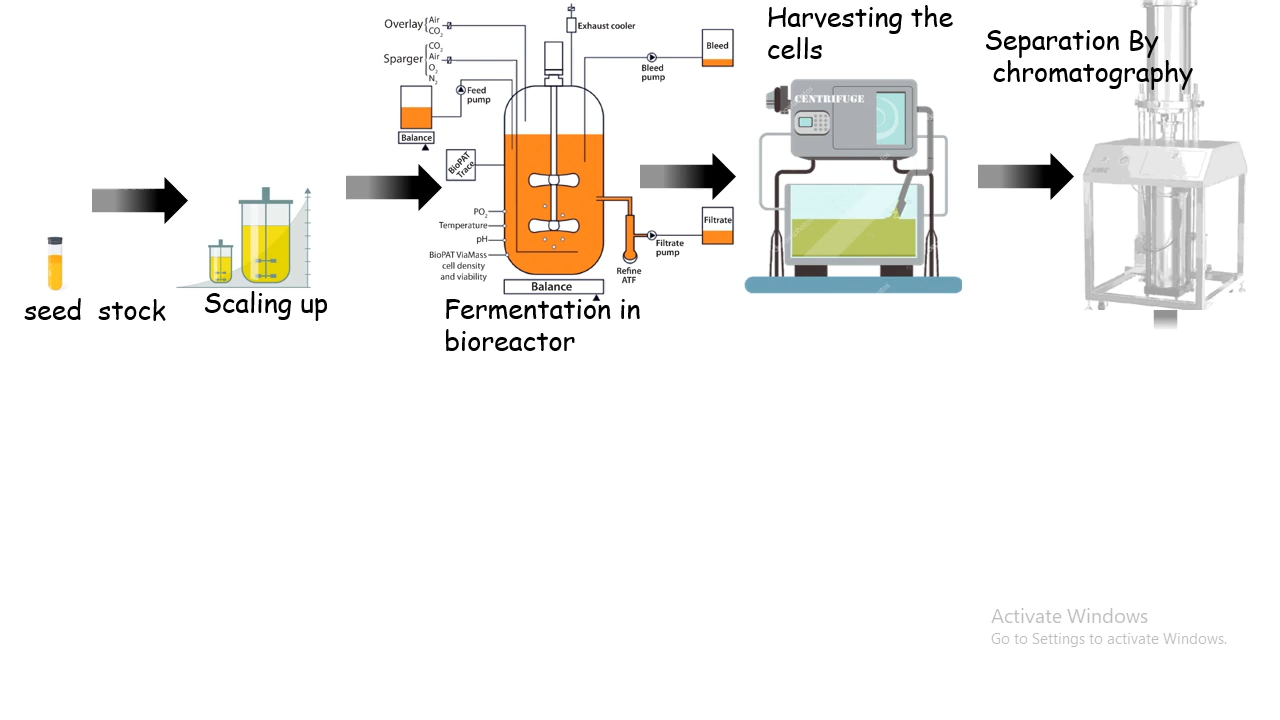 seed stock
Scaling up
Overlay
Air
CO2
Sparger
CO2
Air
O2
N2
Feed
pump
Balance
BioPAT
Trace
Exhaust cooler
Bleed
pump
Bleed
PO2
Temperature
pH
BioPAT ViaMass
cell density
and viability
Filtrate
Filtrate
pump
Refine
ATF
Balance
Fermentation in
bioreactor
Harvesting the
cells
CENTRIFUGE
Separation By
chromatography
Activate Windows
Go to Settings to activate Windows.